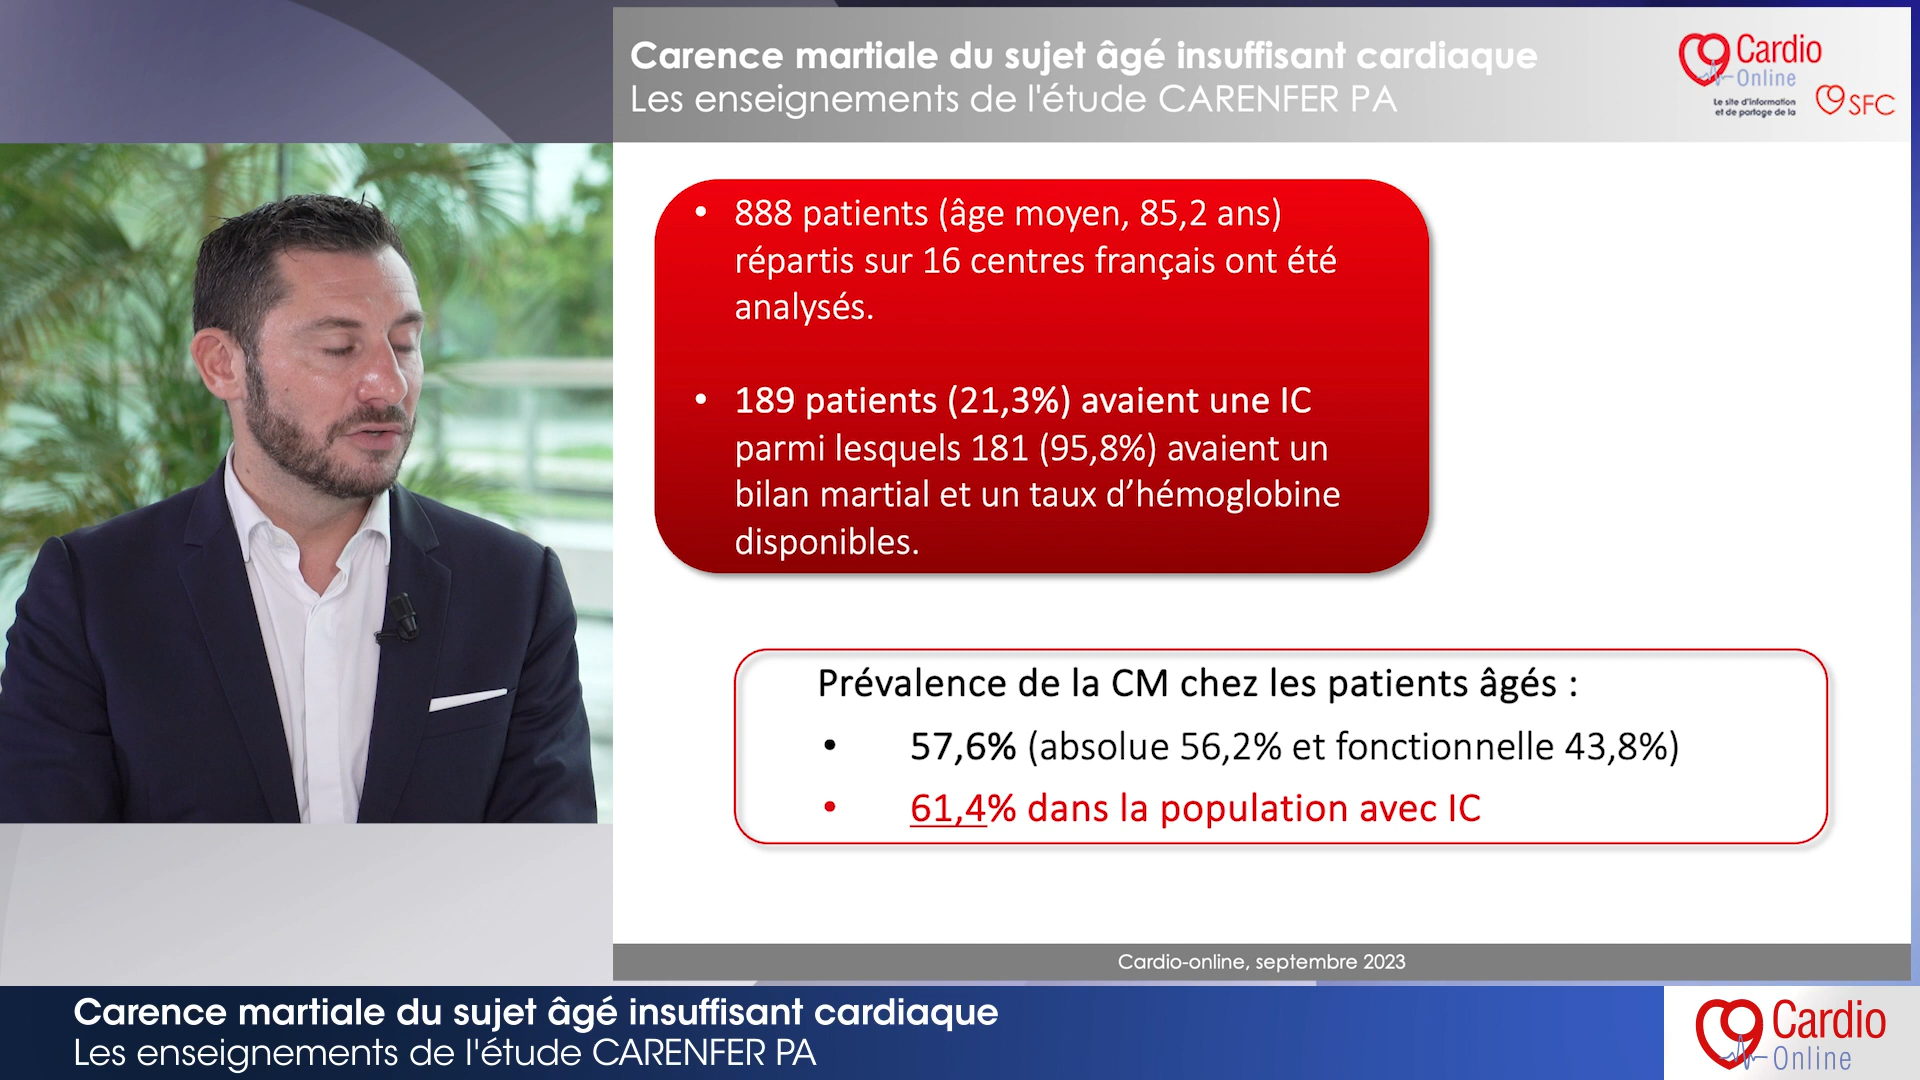 Carence martiale du sujet âgé insuffisant cardiaque
Les enseignements de l'étude CARENFER PA
Cardio
Online
Le site d'information
et de partage de la
SFC
• 888 patients (âge moyen, 85,2 ans)
répartis sur 16 centres français ont été
analysés.
• 189 patients (21,3%) avaient une IC
parmi lesquels 181 (95,8%) avaient un
bilan martial et un taux d’hémoglobine
disponibles.
Prévalence de la CM chez les patients âgés :
• 57,6% (absolue 56,2% et fonctionnelle 43,8%)
• 61,4% dans la population avec IC
Cardio-online, septembre 2023
Carence martiale du sujet âgé insuffisant cardiaque
Les enseignements de l'étude CARENFER PA
Cardio
Online